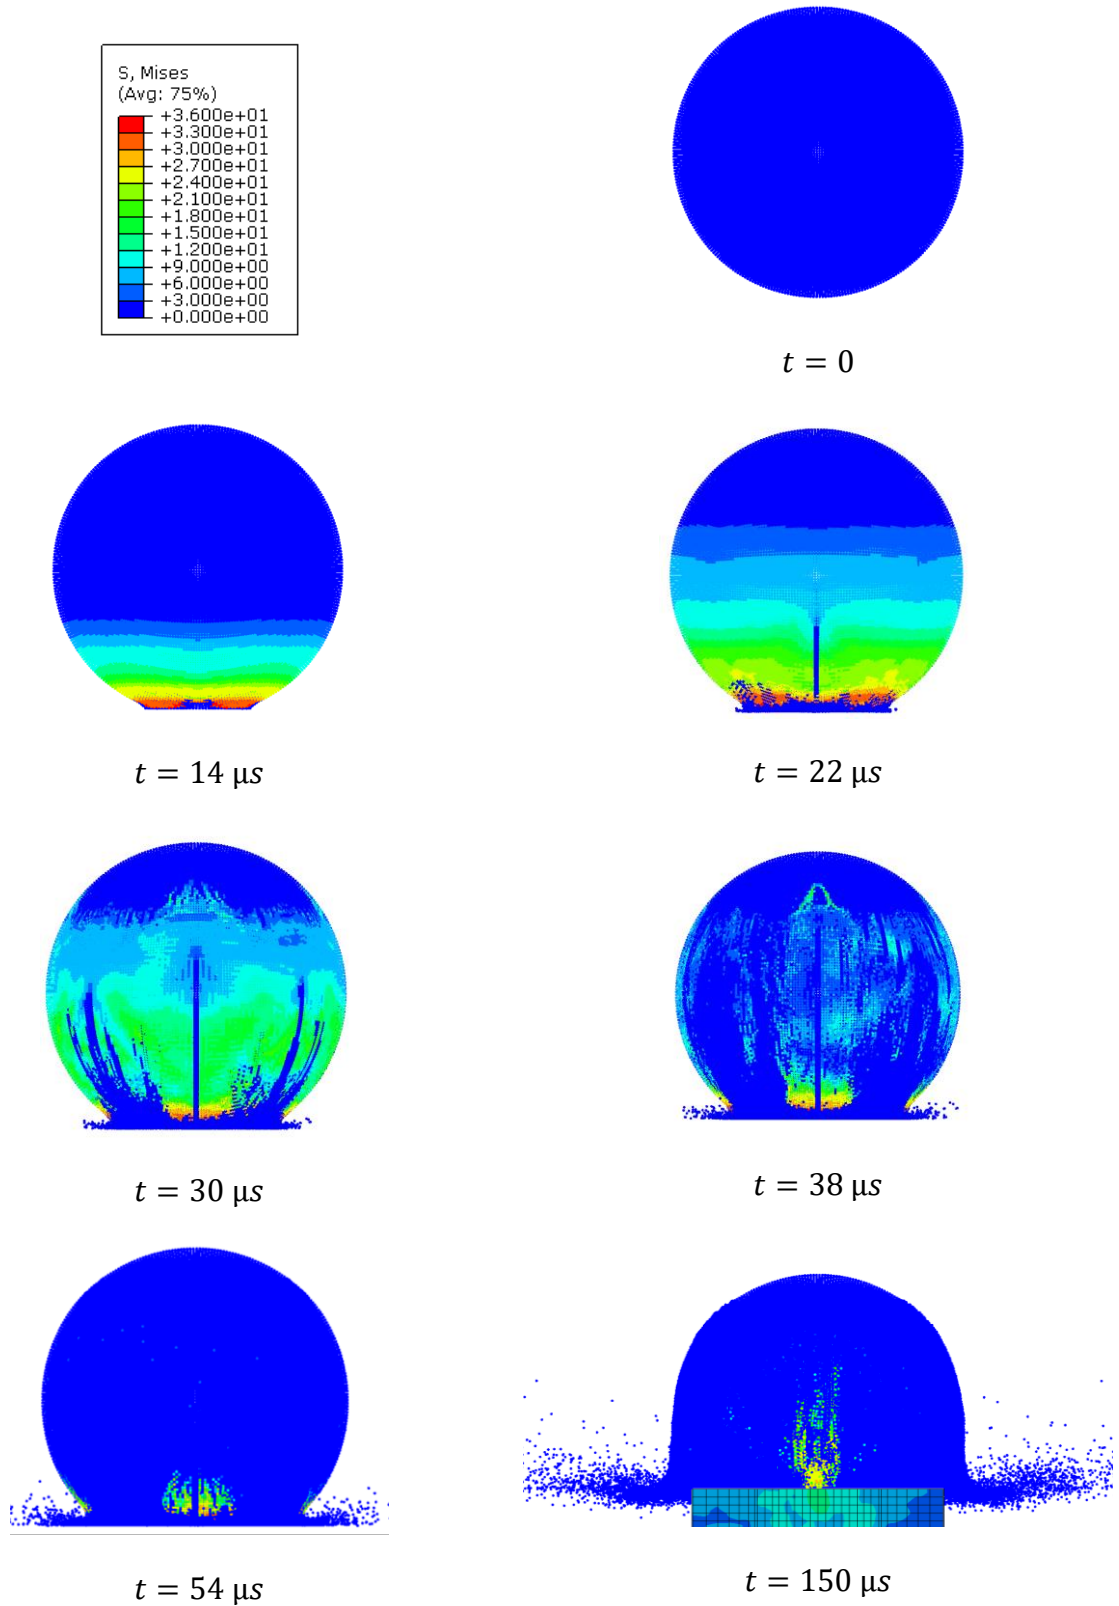 S, Mises
(Avg: 75%)
+3.600e+01
+3.300e+01
+3.000e+01
+2.700e+01
+2.400e+01
+2.100e+01
+1.800e+01
+1.500e+01
+1.200e+01
+9.000e+00
+6.000e+00
+3.000e+00
+0.000e+00
t = 0
t = 14 μs
t = 22 μs
t = 30 μs
t = 38 μs
t = 54 μs
t = 150 μs